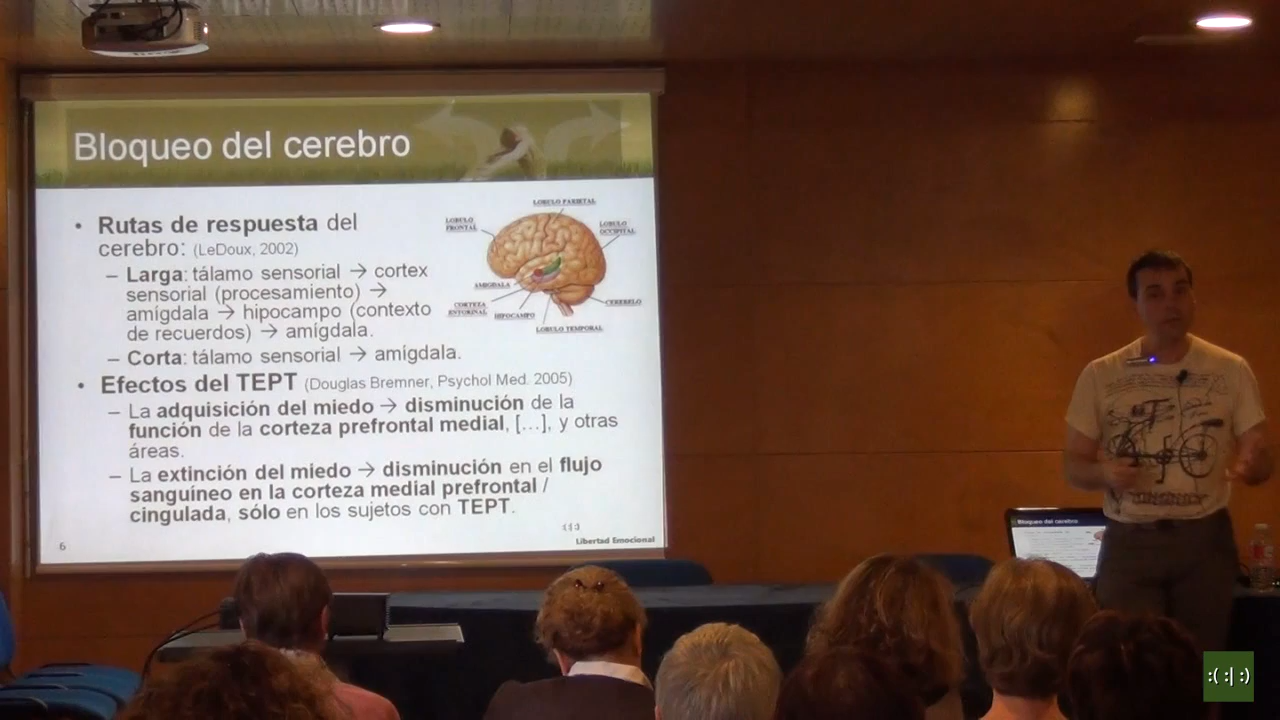 Bloqueo del cerebro
• Rutas de respuesta del
cerebro: (LeDoux, 2002)
– Larga: tálamo sensorial → cortex
sensorial (procesamiento) →
amígdala → hipocampo (contexto
de recuerdos) → amígdala.
– Corta: tálamo sensorial → amígdala.
LOBULO PARIETAL
LOBULO
FRONTAL
LOBULO
OCCIPITAL
AMIGDALA
CORTEZA
ENTORINAL
HIPOCAMPO
CEREBELO
LOBULO TEMPORAL
• Efectos del TEPT (Douglas Bremner, Psychol Med. 2005)
– La adquisición del miedo → disminución de la
función de la corteza prefrontal medial, […], y otras
áreas.
– La extinción del miedo → disminución en el flujo
sanguíneo en la corteza medial prefrontal /
cingulada, sólo en los sujetos con TEPT.
6
Libertad Emocional
Bloqueo del cerebro
:( :| :)